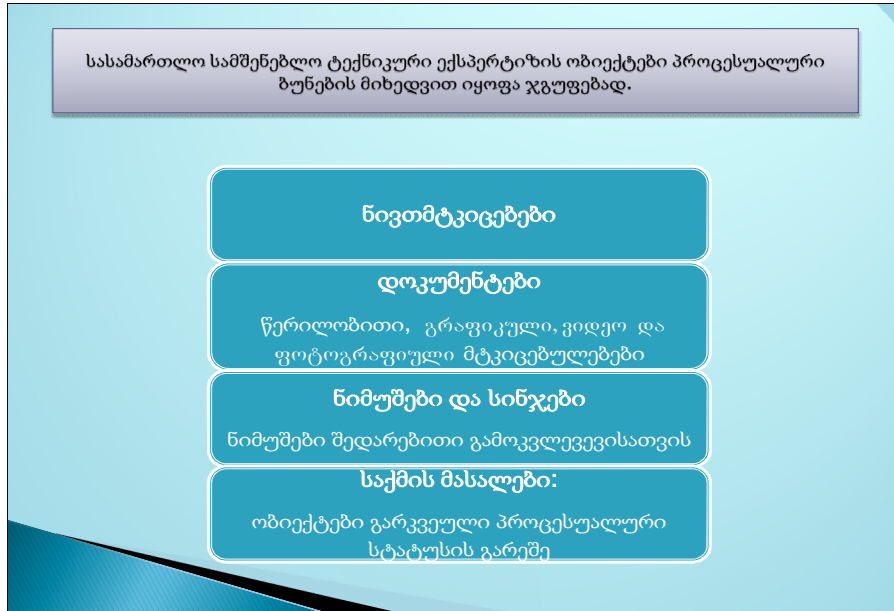 სასამართლო სამშენებლო ტექნიკური ექსპერტიზის ობიექტები პროცესუალური
ბუნების მიხედვით იყოფა ჯგუფებად.
ნივთმტკიცებები
დოკუმენტები
წერილობითი, გრაფიკული, ვიდეო და
ფოტოგრაფიული მტკიცებულებები
ნიმუშები და სინჯები
ნიმუშები შედარებითი გამოკვლევევისათვის
საქმის მასალები:
ობიექტები გარკვეული პროცესუალური
სტატუსის გარეშე